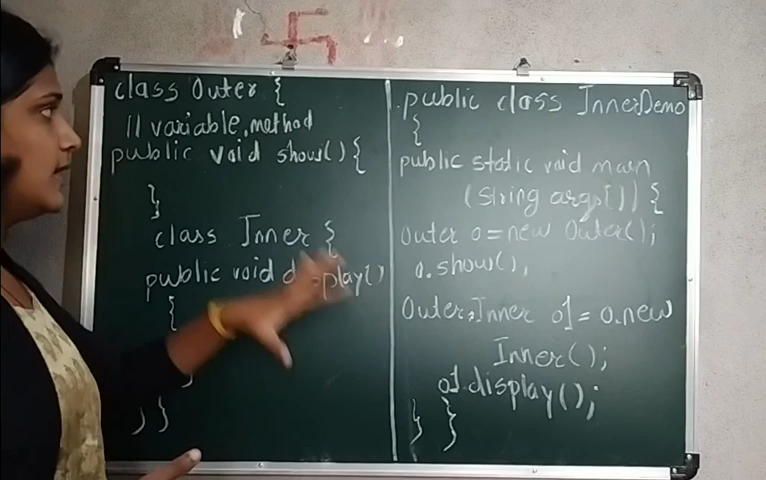 class Outer {
// variable, method
public void show() {
}
class Inner {
public void display()
{
}
} }
public class InnerDemo
{
public static void main
(String args[]) {
Outer o = new Outer();
o.show();
Outer.Inner o1 = o.new
Inner();
o1.display();
} }